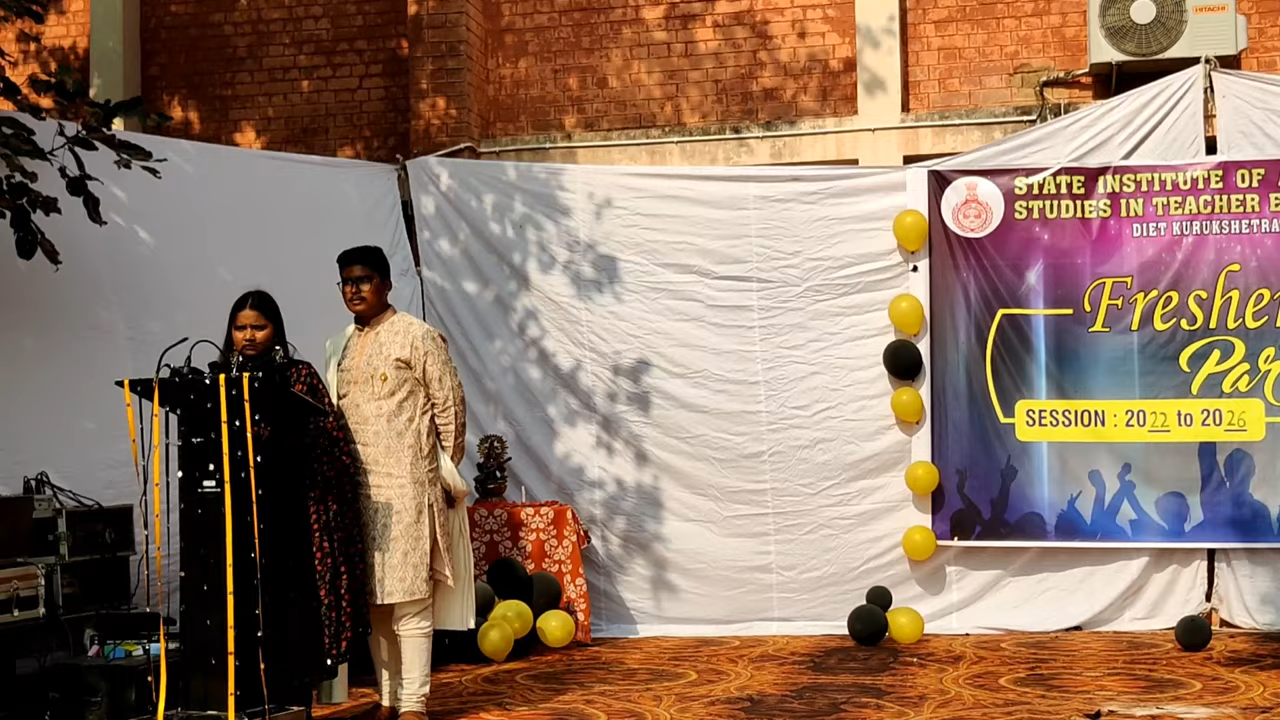 HITACHI
STATE INSTITUTE OF
STUDIES IN TEACHER
DIET KURUKSHETRA
Fresher
Par
SESSION : 2022 to 2026